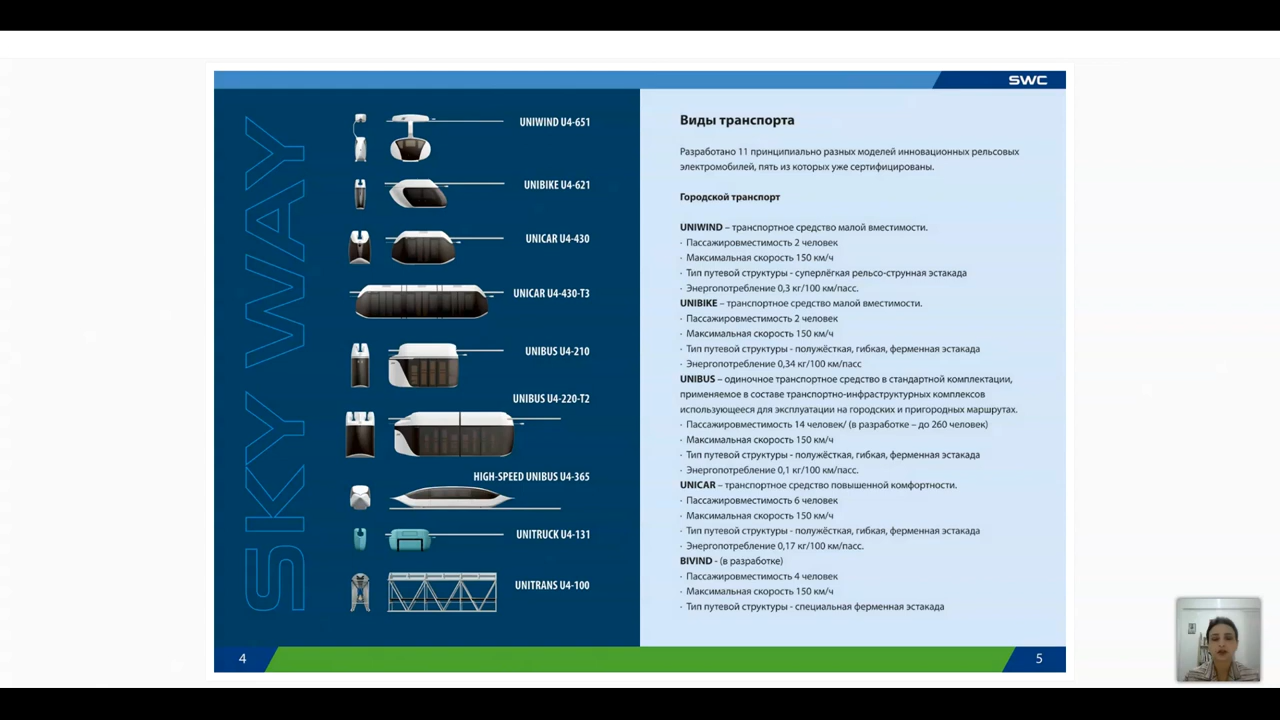 SWC
SKY WAY
UNIWIND U4-651
UNIBIKE U4-621
UNICAR U4-430
UNICAR U4-430-T3
UNIBUS U4-210
UNIBUS U4-220-T2
HIGH-SPEED UNIBUS U4-365
UNITRUCK U4-131
UNITRANS U4-100
4
Виды транспорта
Разработано 11 принципиально разных моделей инновационных рельсовых
электромобилей, пять из которых уже сертифицированы.
Городской транспорт
UNIWIND – транспортное средство малой вместимости.
· Пассажировместимость 2 человек
· Максимальная скорость 150 км/ч
· Тип путевой структуры - суперлёгкая рельсо-струнная эстакада
· Энергопотребление 0,3 кг/100 км/пасс.
UNIBIKE – транспортное средство малой вместимости.
· Пассажировместимость 2 человек
· Максимальная скорость 150 км/ч
· Тип путевой структуры - полужёсткая, гибкая, ферменная эстакада
· Энергопотребление 0,34 кг/100 км/пасс
UNIBUS – одиночное транспортное средство в стандартной комплектации,
применяемое в составе транспортно-инфраструктурных комплексов
использующееся для эксплуатации на городских и пригородных маршрутах.
· Пассажировместимость 14 человек/ (в разработке – до 260 человек)
· Максимальная скорость 150 км/ч
· Тип путевой структуры - полужёсткая, гибкая, ферменная эстакада
· Энергопотребление 0,1 кг/100 км/пасс.
UNICAR – транспортное средство повышенной комфортности.
· Пассажировместимость 6 человек
· Максимальная скорость 150 км/ч
· Тип путевой структуры - полужёсткая, гибкая, ферменная эстакада
· Энергопотребление 0,17 кг/100 км/пасс.
BIVIND - (в разработке)
· Пассажировместимость 4 человек
· Максимальная скорость 150 км/ч
· Тип путевой структуры - специальная ферменная эстакада
5